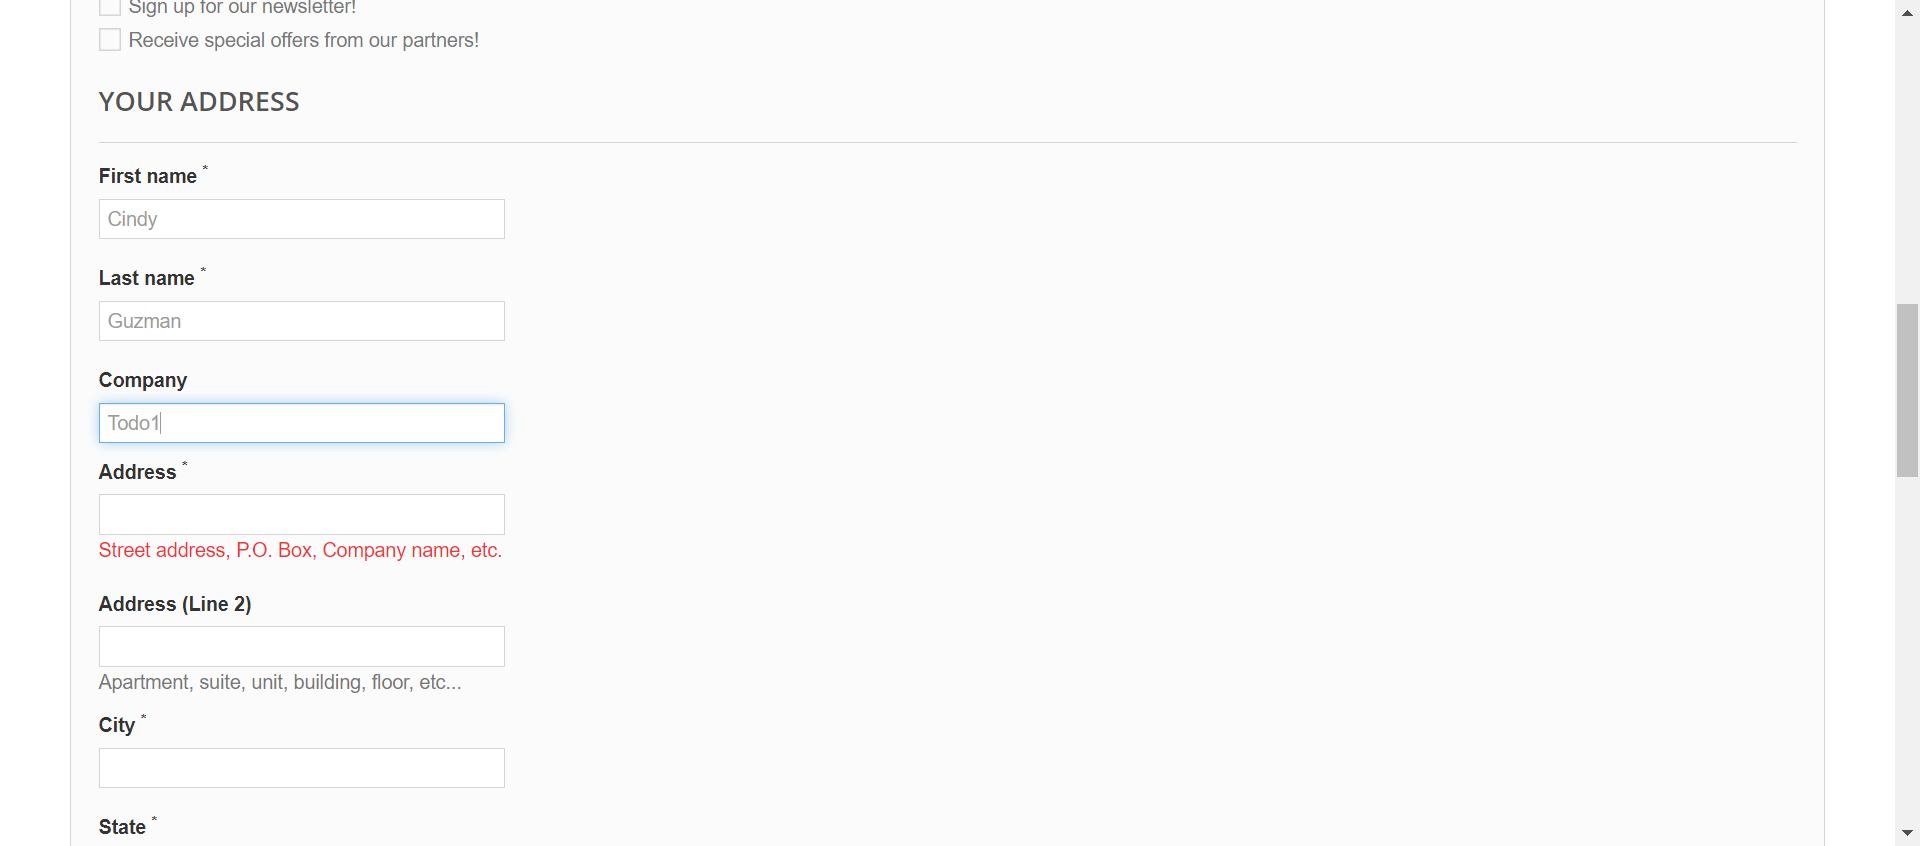 Sign up for our newsletter!
Receive special offers from our partners!
YOUR ADDRESS
First name *
Cindy
Last name *
Guzman
Company
Todo1
Address *
Street address, P.O. Box, Company name, etc.
Address (Line 2)
Apartment, suite, unit, building, floor, etc...
City *
State *